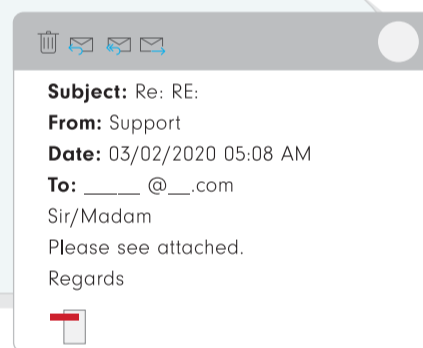 Subject: Re: RE:
From: Support
Date: 03/02/2020 05:08 AM
To: _____ @__.com
Sir/Madam
Please see attached.
Regards